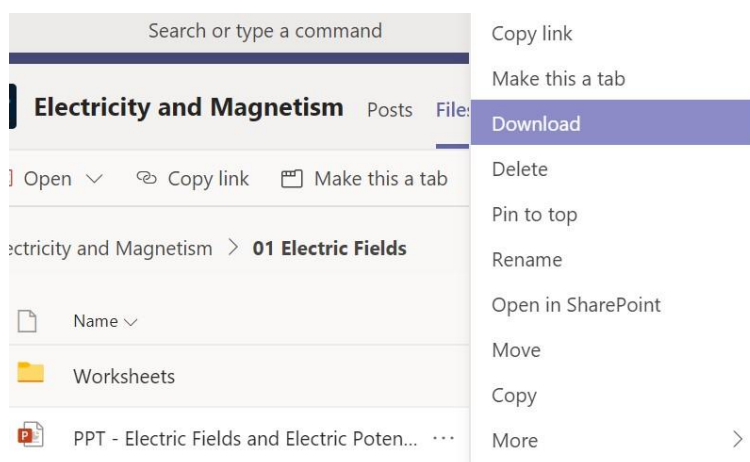 Search or type a command
Electricity and Magnetism Posts Files
Open Copy link Make this a tab
ectricity and Magnetism > 01 Electric Fields
Name
Worksheets
PPT - Electric Fields and Electric Poten... ...
Copy link
Make this a tab
Download
Delete
Pin to top
Rename
Open in SharePoint
Move
Copy
More >